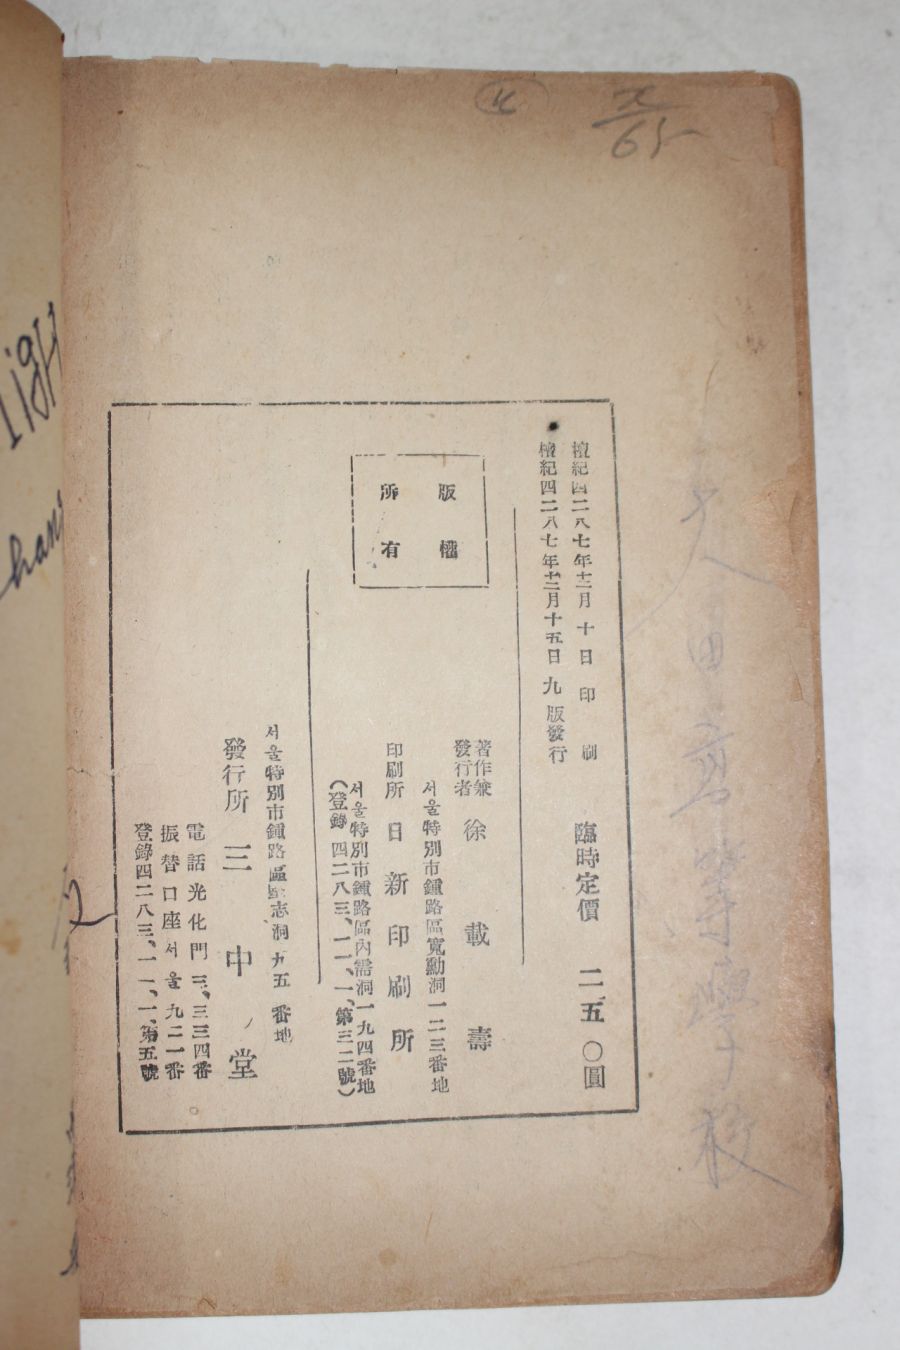 檀紀四二八七年十二月十日 印刷
檀紀四二八七年十二月十五日 九版發行
臨時定價 二五〇圓
版權
所有
著作兼
發行者 徐載壽
서울特別市鍾路區寬勳洞一二三番地
印刷所 日新印刷所
서울特別市鍾路區內需洞一九四番地
(登錄 四二八三、一一、一、第三二號)
서울特別市鍾路區堅志洞 九五番地
發行所 三中堂
電話光化門 三、三三四番
振替口座서울 九二一番
登錄四二八三、一一、一、第五號
65